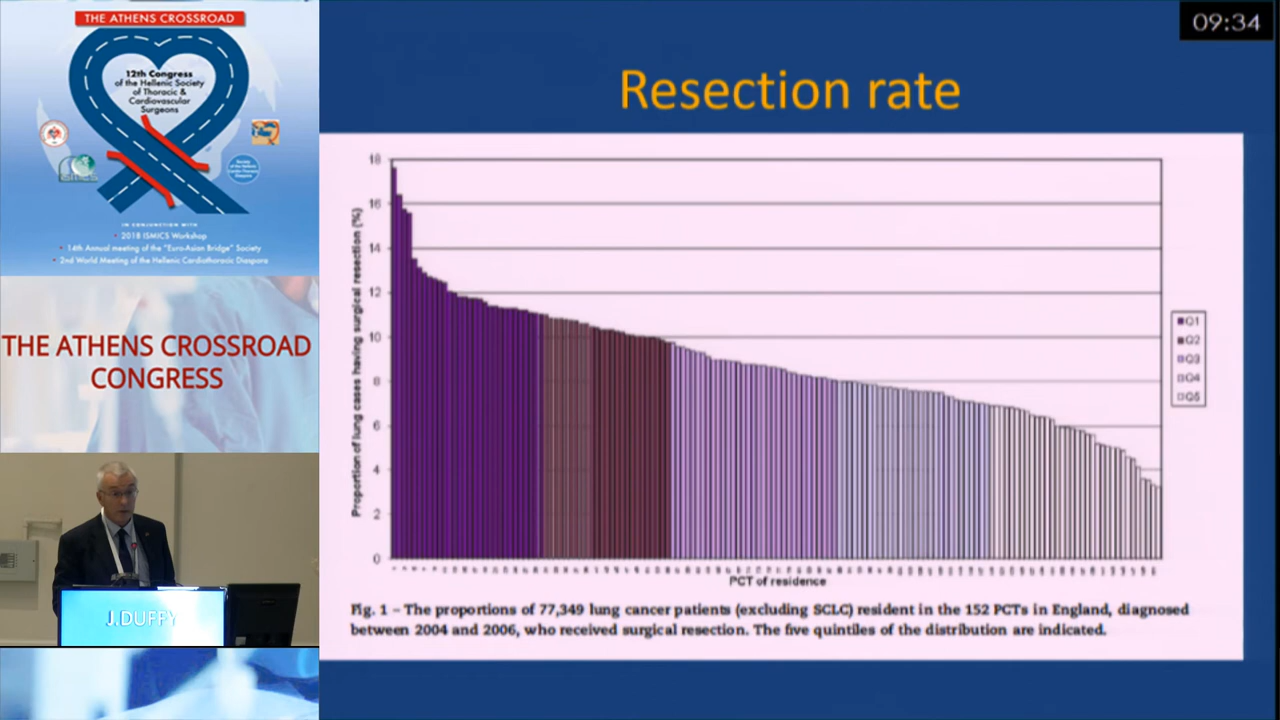 THE ATHENS CROSSROAD
12th Congress
of the Hellenic Society
of Thoracic &
Cardiovascular
Surgeons
IN CONJUNCTION WITH
• 2018 ISMICS Workshop
• 14th Annual meeting of the "Euro-Asian Bridge" Society
• 2nd World Meeting of the Hellenic Cardiothoracic Diaspora
THE ATHENS CROSSROAD
CONGRESS
J.DUFFY
09:34
Resection rate
Proportion of lung cases having surgical resection (%)
18
16
14
12
10
8
6
4
2
0
PCT of residence
Q1
Q2
Q3
Q4
Q5
Fig. 1 – The proportions of 77,349 lung cancer patients (excluding SCLC) resident in the 152 PCTs in England, diagnosed
between 2004 and 2006, who received surgical resection. The five quintiles of the distribution are indicated.